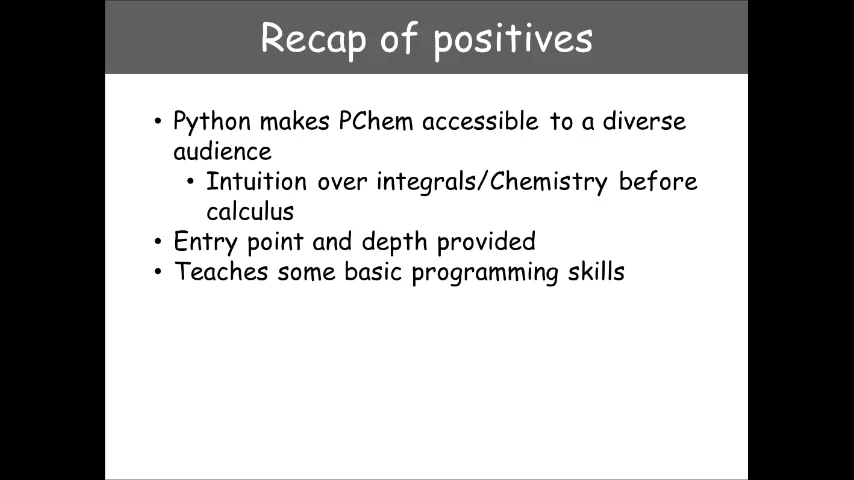 Recap of positives
• Python makes PChem accessible to a diverse
audience
• Intuition over integrals/Chemistry before
calculus
• Entry point and depth provided
• Teaches some basic programming skills